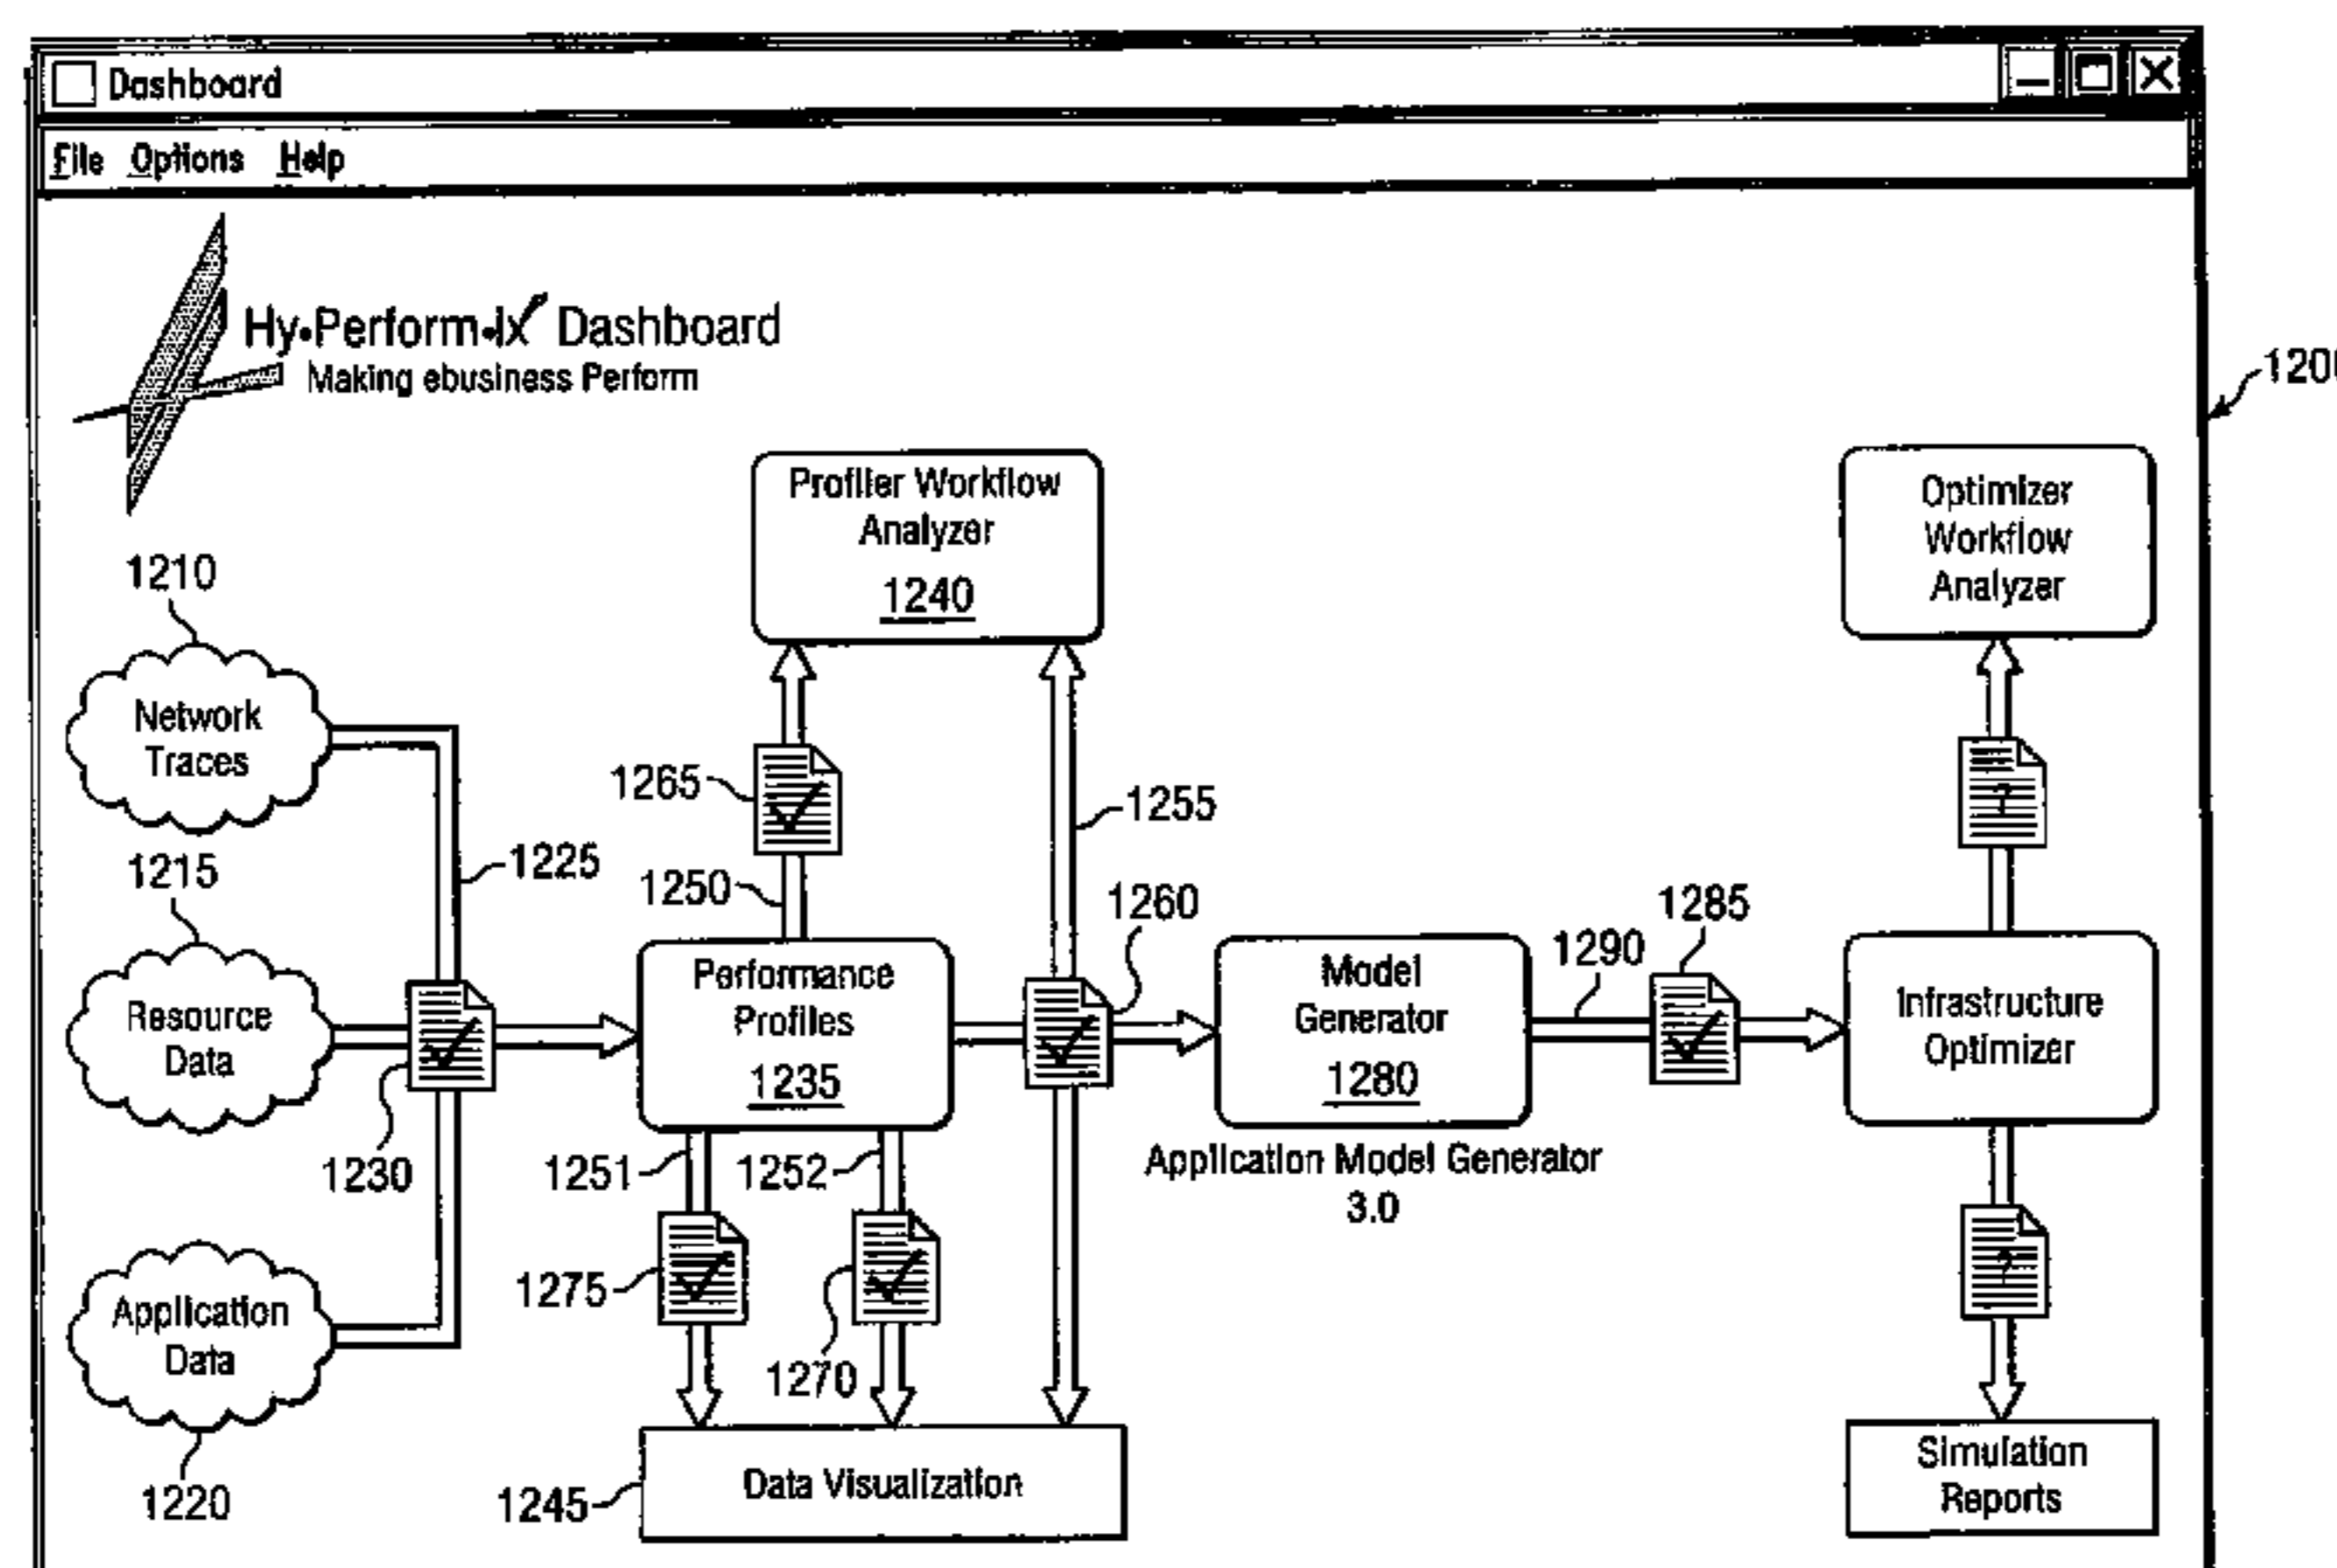 Dashboard
File Options Help
Hy•Perform•ix Dashboard
Making ebusiness Perform
1200
Profiler Workflow
Analyzer
1240
Optimizer
Workflow
Analyzer
1210
Network
Traces
1265
1255
1225
1215
1250
1260
1285
1290
Resource
Data
Performance
Profiles
1235
Model
Generator
1280
Infrastructure
Optimizer
1230
1251
1252
Application Model Generator
3.0
1275
1270
Application
Data
?
?
1220
1245
Data Visualization
Simulation
Reports